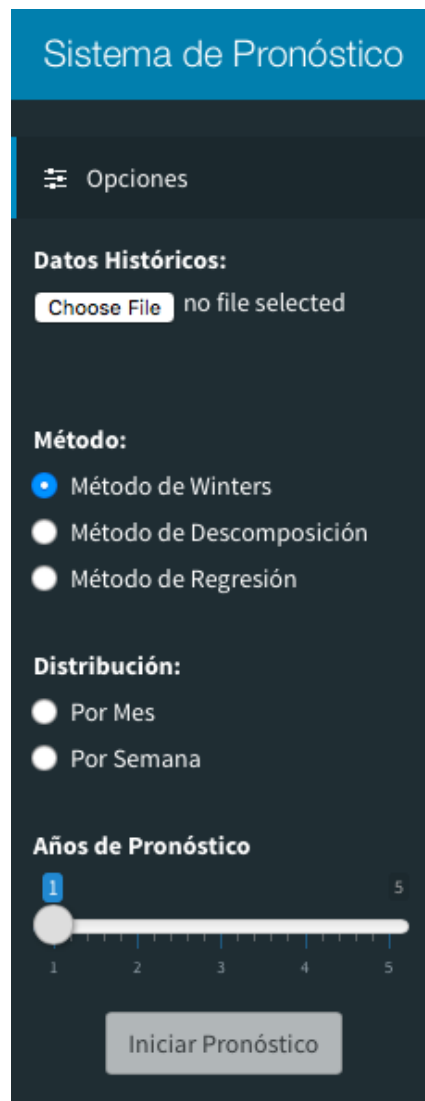 Sistema de Pronóstico
Opciones
Datos Históricos:
Choose File no file selected
Método:
Método de Winters
Método de Descomposición
Método de Regresión
Distribución:
Por Mes
Por Semana
Años de Pronóstico
1 5
1 2 3 4 5
Iniciar Pronóstico